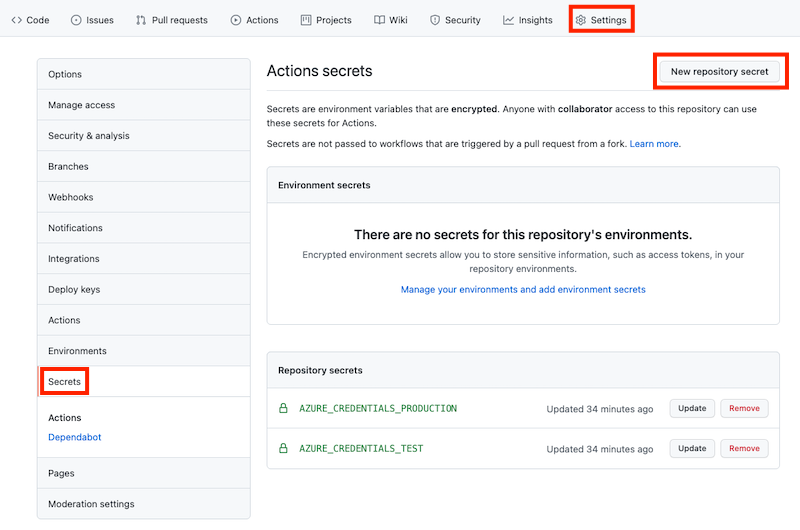 Code Issues Pull requests Actions Projects Wiki Security Insights Settings
Options
Manage access
Security & analysis
Branches
Webhooks
Notifications
Integrations
Deploy keys
Actions
Environments
Secrets
Actions
Dependabot
Pages
Moderation settings
Actions secrets
New repository secret
Secrets are environment variables that are encrypted. Anyone with collaborator access to this repository can use
these secrets for Actions.
Secrets are not passed to workflows that are triggered by a pull request from a fork. Learn more.
Environment secrets
There are no secrets for this repository's environments.
Encrypted environment secrets allow you to store sensitive information, such as access tokens, in your
repository environments.
Manage your environments and add environment secrets
Repository secrets
AZURE_CREDENTIALS_PRODUCTION Updated 34 minutes ago Update Remove
AZURE_CREDENTIALS_TEST Updated 34 minutes ago Update Remove